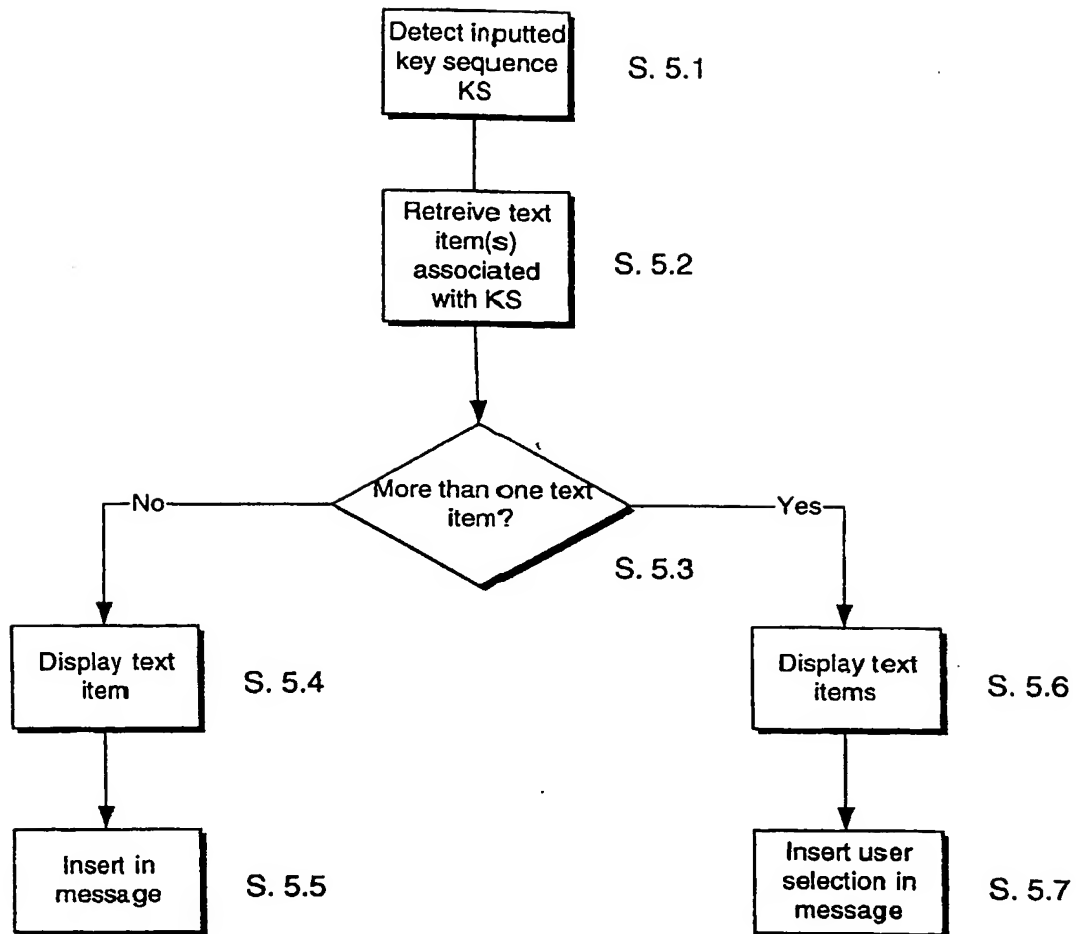 Detect inputted
key sequence
KS
S. 5.1
Retreive text
item(s)
associated
with KS
S. 5.2
More than one text
item?
No
Yes
S. 5.3
Display text
item
S. 5.4
Display text
items
S. 5.6
Insert in
message
S. 5.5
Insert user
selection in
message
S. 5.7